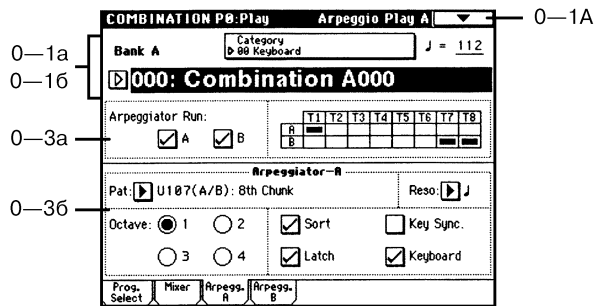 COMBINATION P0:Play Arpeggio Play A
0—1A
0—1a
Bank A
Category
00 Keyboard
♩ = 112
0—1б
000: Combination A000
Arpeggiator Run:
A B
T1 T2 T3 T4 T5 T6 T7 T8
A
B
0—3a
Arpeggiator-A
Pat: U107(A/B): 8th Chunk
Reso: ♩
0—3б
Octave: 1 2
3 4
Sort
Key Sync.
Latch
Keyboard
Prog. Select
Mixer
Arpegg. A
Arpegg. B